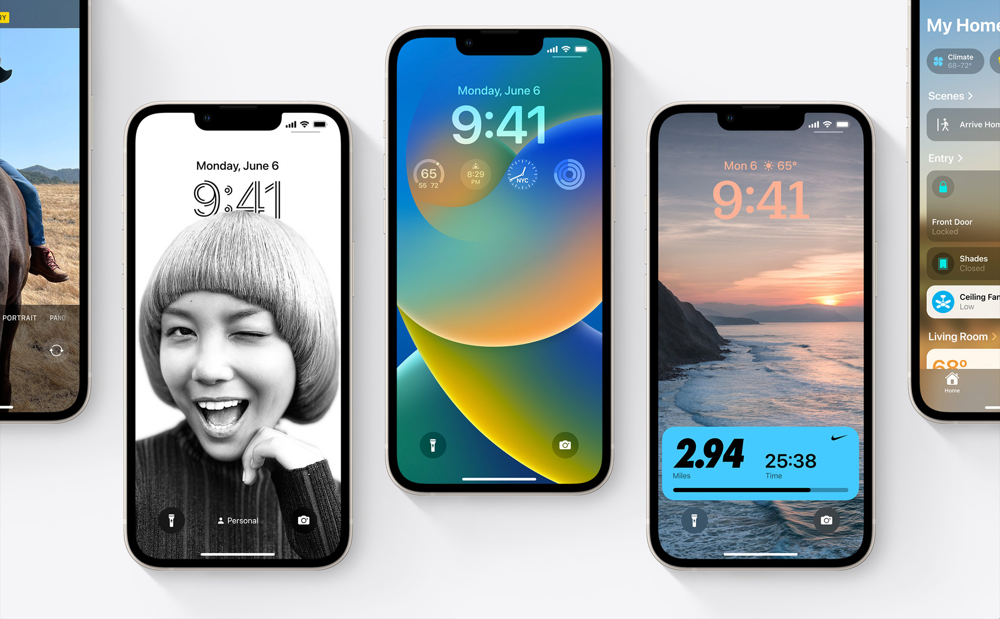 PORTRAIT
Monday, June 6
9:41
Personal
Monday, June 6
9:41
65
55 72
8:29
PM
NYC
Mon 6 65°
9:41
2.94
Miles
25:38
Time
My Home
Climate
68–72°
Scenes
Arrive Hom
Entry
Front Door
Locked
Shades
Closed
Ceiling Fan
Low
Living Room
68°
Home